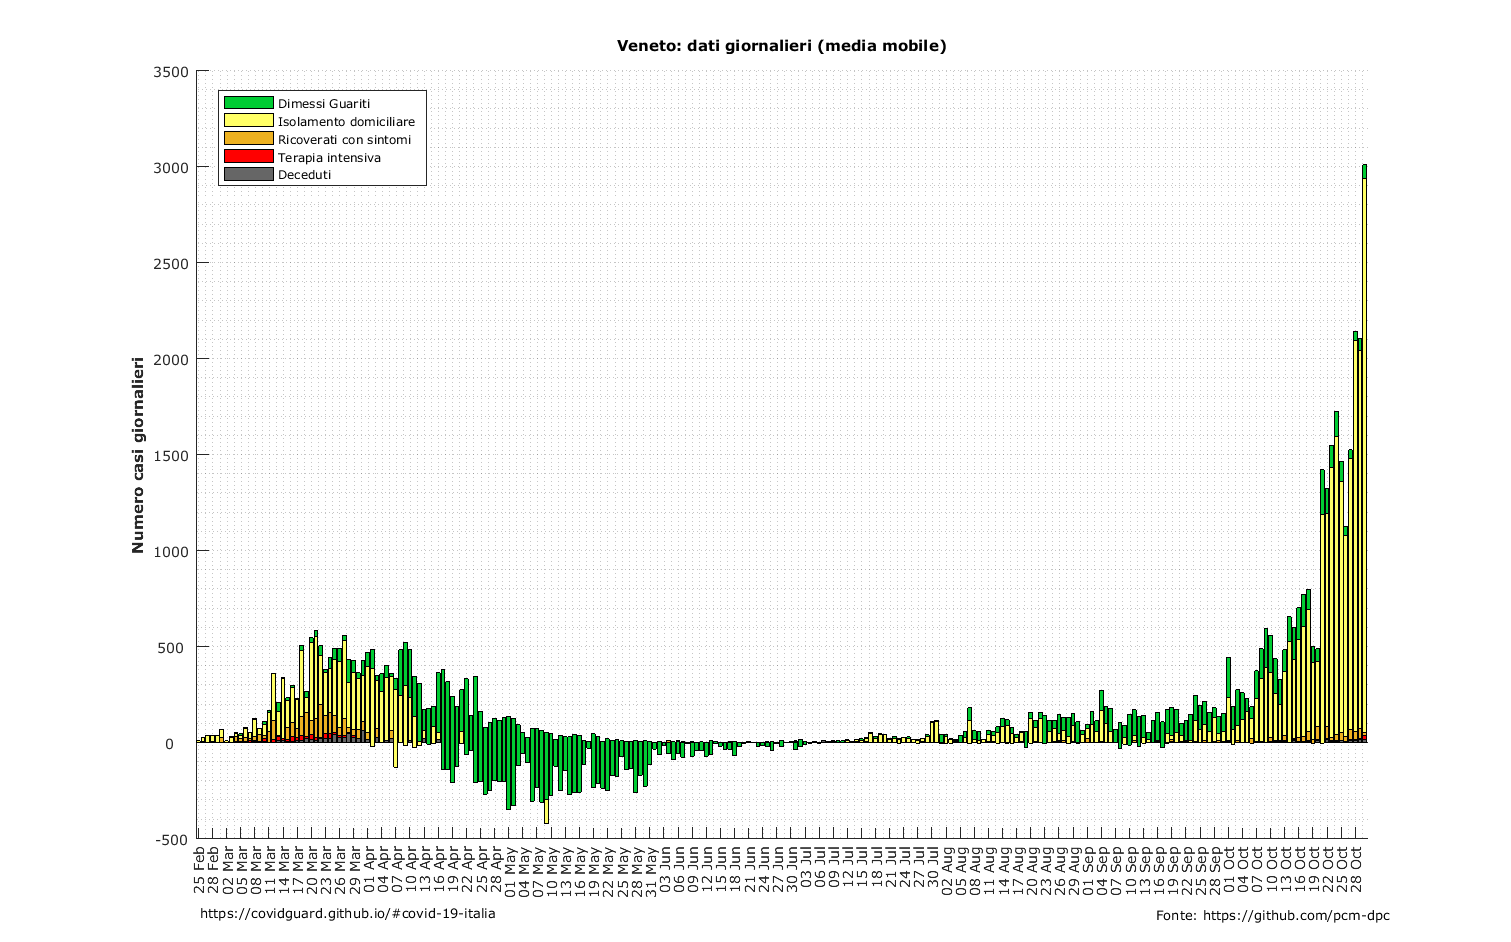 Veneto: dati giornalieri (media mobile)
3500
3000
2500
2000
1500
1000
500
0
-500
Numero casi giornalieri
Dimessi Guariti
Isolamento domiciliare
Ricoverati con sintomi
Terapia intensiva
Deceduti
25 Feb
28 Feb
02 Mar
05 Mar
08 Mar
11 Mar
14 Mar
17 Mar
20 Mar
23 Mar
26 Mar
29 Mar
01 Apr
04 Apr
07 Apr
10 Apr
13 Apr
16 Apr
19 Apr
22 Apr
25 Apr
28 Apr
01 May
04 May
07 May
10 May
13 May
16 May
19 May
22 May
25 May
28 May
31 May
03 Jun
06 Jun
09 Jun
12 Jun
15 Jun
18 Jun
21 Jun
24 Jun
27 Jun
30 Jun
03 Jul
06 Jul
09 Jul
12 Jul
15 Jul
18 Jul
21 Jul
24 Jul
27 Jul
30 Jul
02 Aug
05 Aug
08 Aug
11 Aug
14 Aug
17 Aug
20 Aug
23 Aug
26 Aug
29 Aug
01 Sep
04 Sep
07 Sep
10 Sep
13 Sep
16 Sep
19 Sep
22 Sep
25 Sep
28 Sep
01 Oct
04 Oct
07 Oct
10 Oct
13 Oct
16 Oct
19 Oct
22 Oct
25 Oct
28 Oct
https://covidguard.github.io/#covid-19-italia
Fonte: https://github.com/pcm-dpc